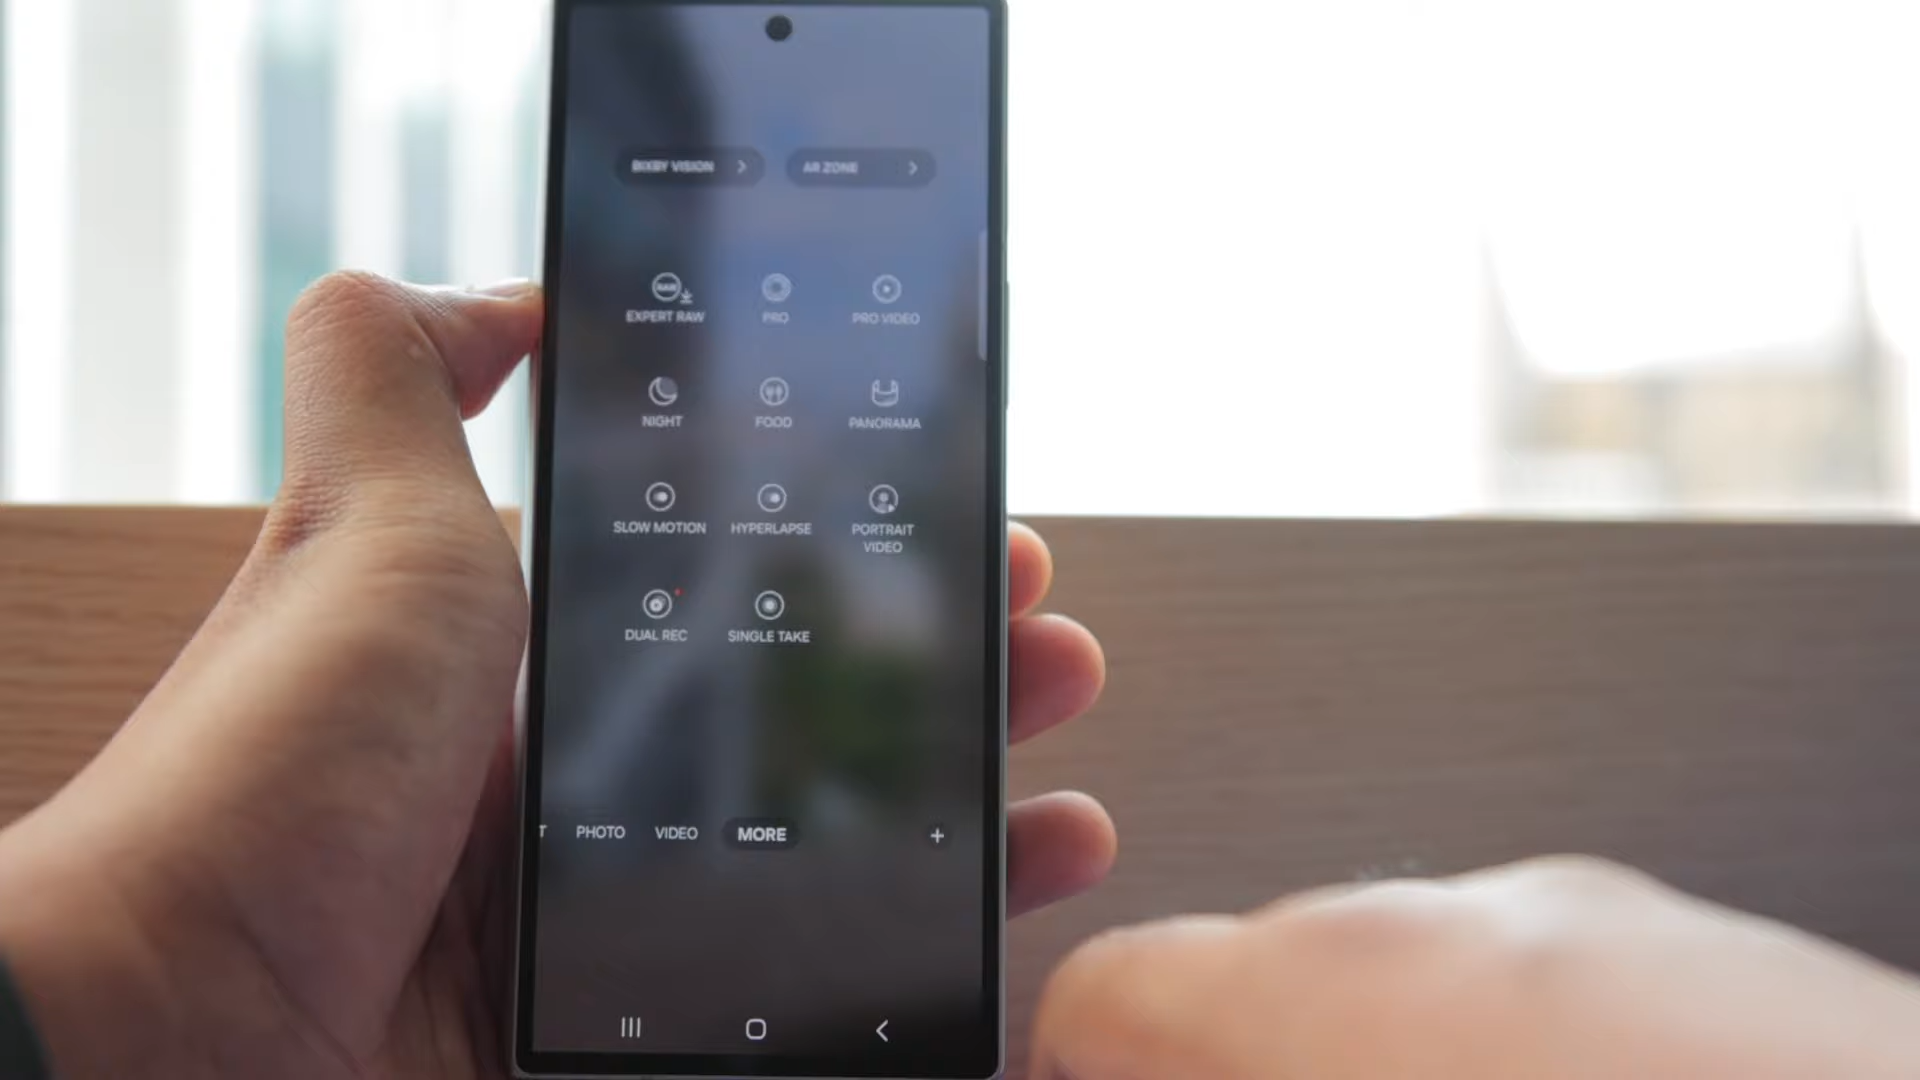 BIXBY VISION
AR ZONE
RAW
EXPERT RAW
PRO
PRO VIDEO
NIGHT
FOOD
PANORAMA
SLOW MOTION
HYPERLAPSE
PORTRAIT
VIDEO
DUAL REC
SINGLE TAKE
T
PHOTO
VIDEO
MORE